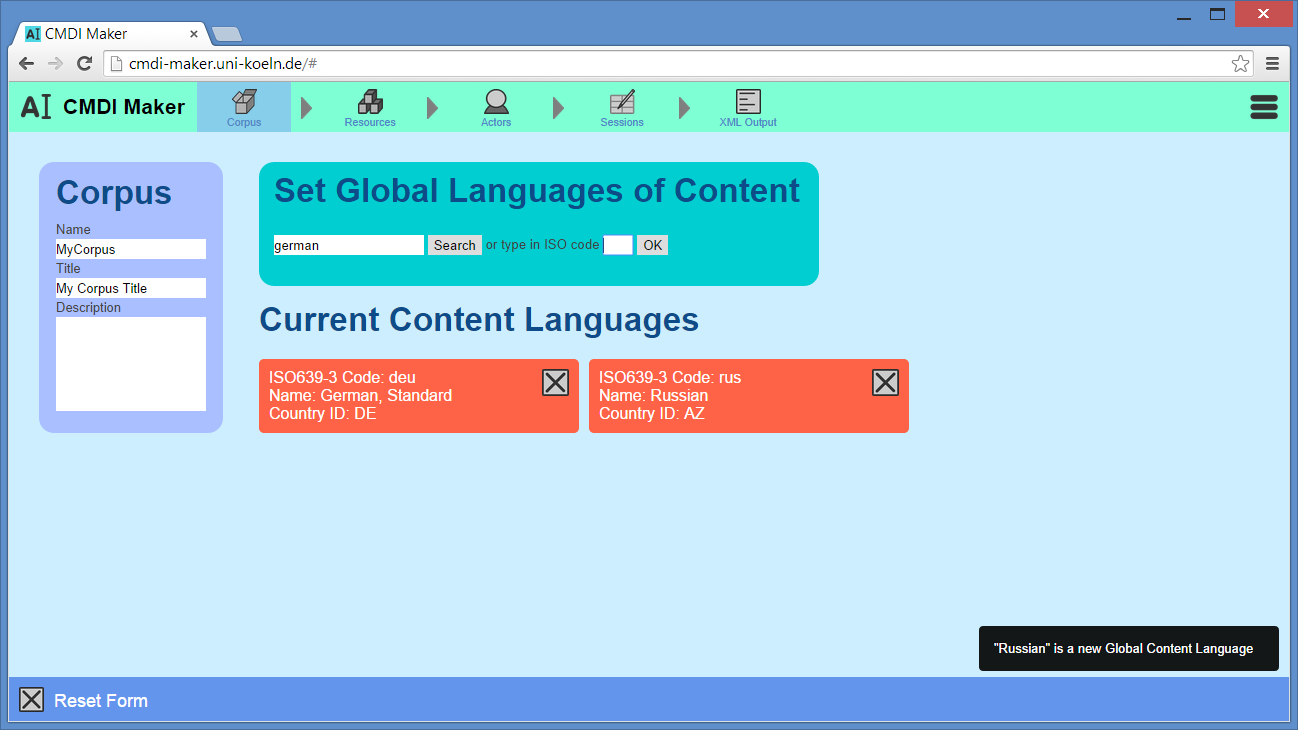 AI CMDI Maker
cmdi-maker.uni-koeln.de/#
AI CMDI Maker
Corpus
Resources
Actors
Sessions
XML Output
Corpus
Name
MyCorpus
Title
My Corpus Title
Description
Set Global Languages of Content
german Search or type in ISO code OK
Current Content Languages
ISO639-3 Code: deu
Name: German, Standard
Country ID: DE
ISO639-3 Code: rus
Name: Russian
Country ID: AZ
"Russian" is a new Global Content Language
Reset Form